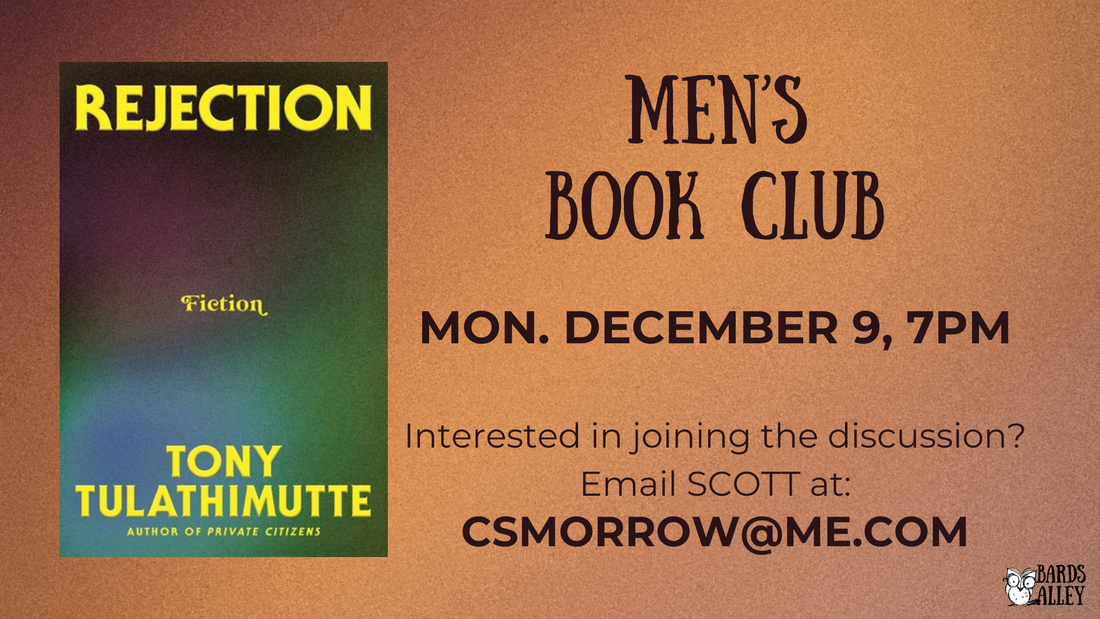 REJECTION
Fiction
TONY
TULATHIMUTTE
AUTHOR OF PRIVATE CITIZENS
MEN'S
BOOK CLUB
MON. DECEMBER 9, 7PM
Interested in joining the discussion?
Email SCOTT at:
CSMORROW@ME.COM
BARDS
ALLEY